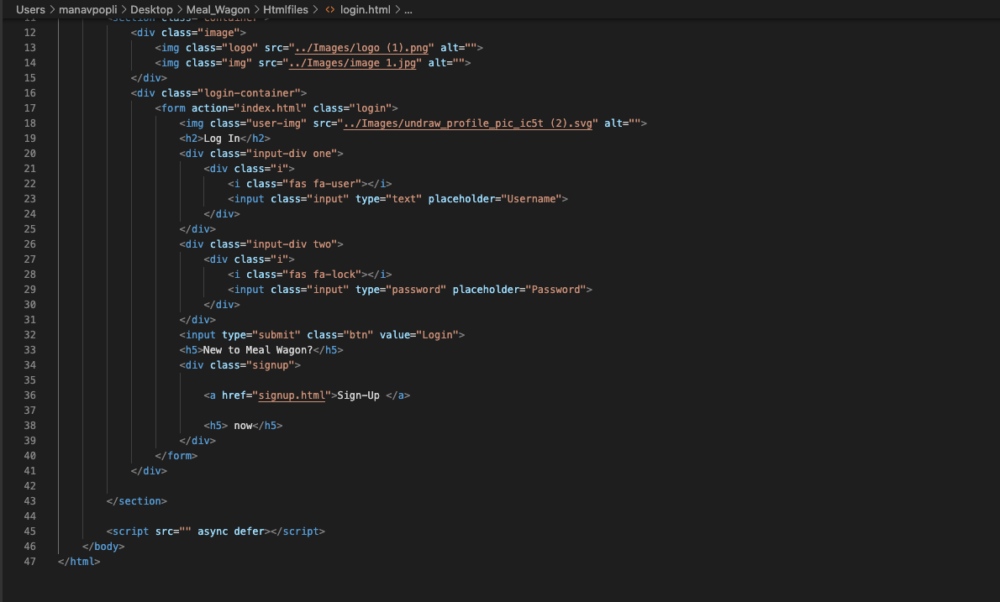 Users > manavpopli > Desktop > Meal_Wagon > Htmlfiles > <> login.html > ...
11 <section class="container">
12 <div class="image">
13 <img class="logo" src="../Images/logo (1).png" alt="">
14 <img class="img" src="../Images/image 1.jpg" alt="">
15 </div>
16 <div class="login-container">
17 <form action="index.html" class="login">
18 <img class="user-img" src="../Images/undraw_profile_pic_ic5t (2).svg" alt="">
19 <h2>Log In</h2>
20 <div class="input-div one">
21 <div class="i">
22 <i class="fas fa-user"></i>
23 <input class="input" type="text" placeholder="Username">
24 </div>
25 </div>
26 <div class="input-div two">
27 <div class="i">
28 <i class="fas fa-lock"></i>
29 <input class="input" type="password" placeholder="Password">
30 </div>
31 </div>
32 <input type="submit" class="btn" value="Login">
33 <h5>New to Meal Wagon?</h5>
34 <div class="signup">
35
36 <a href="signup.html">Sign-Up </a>
37
38 <h5> now</h5>
39 </div>
40 </form>
41 </div>
42
43 </section>
44
45 <script src="" async defer></script>
46 </body>
47 </html>